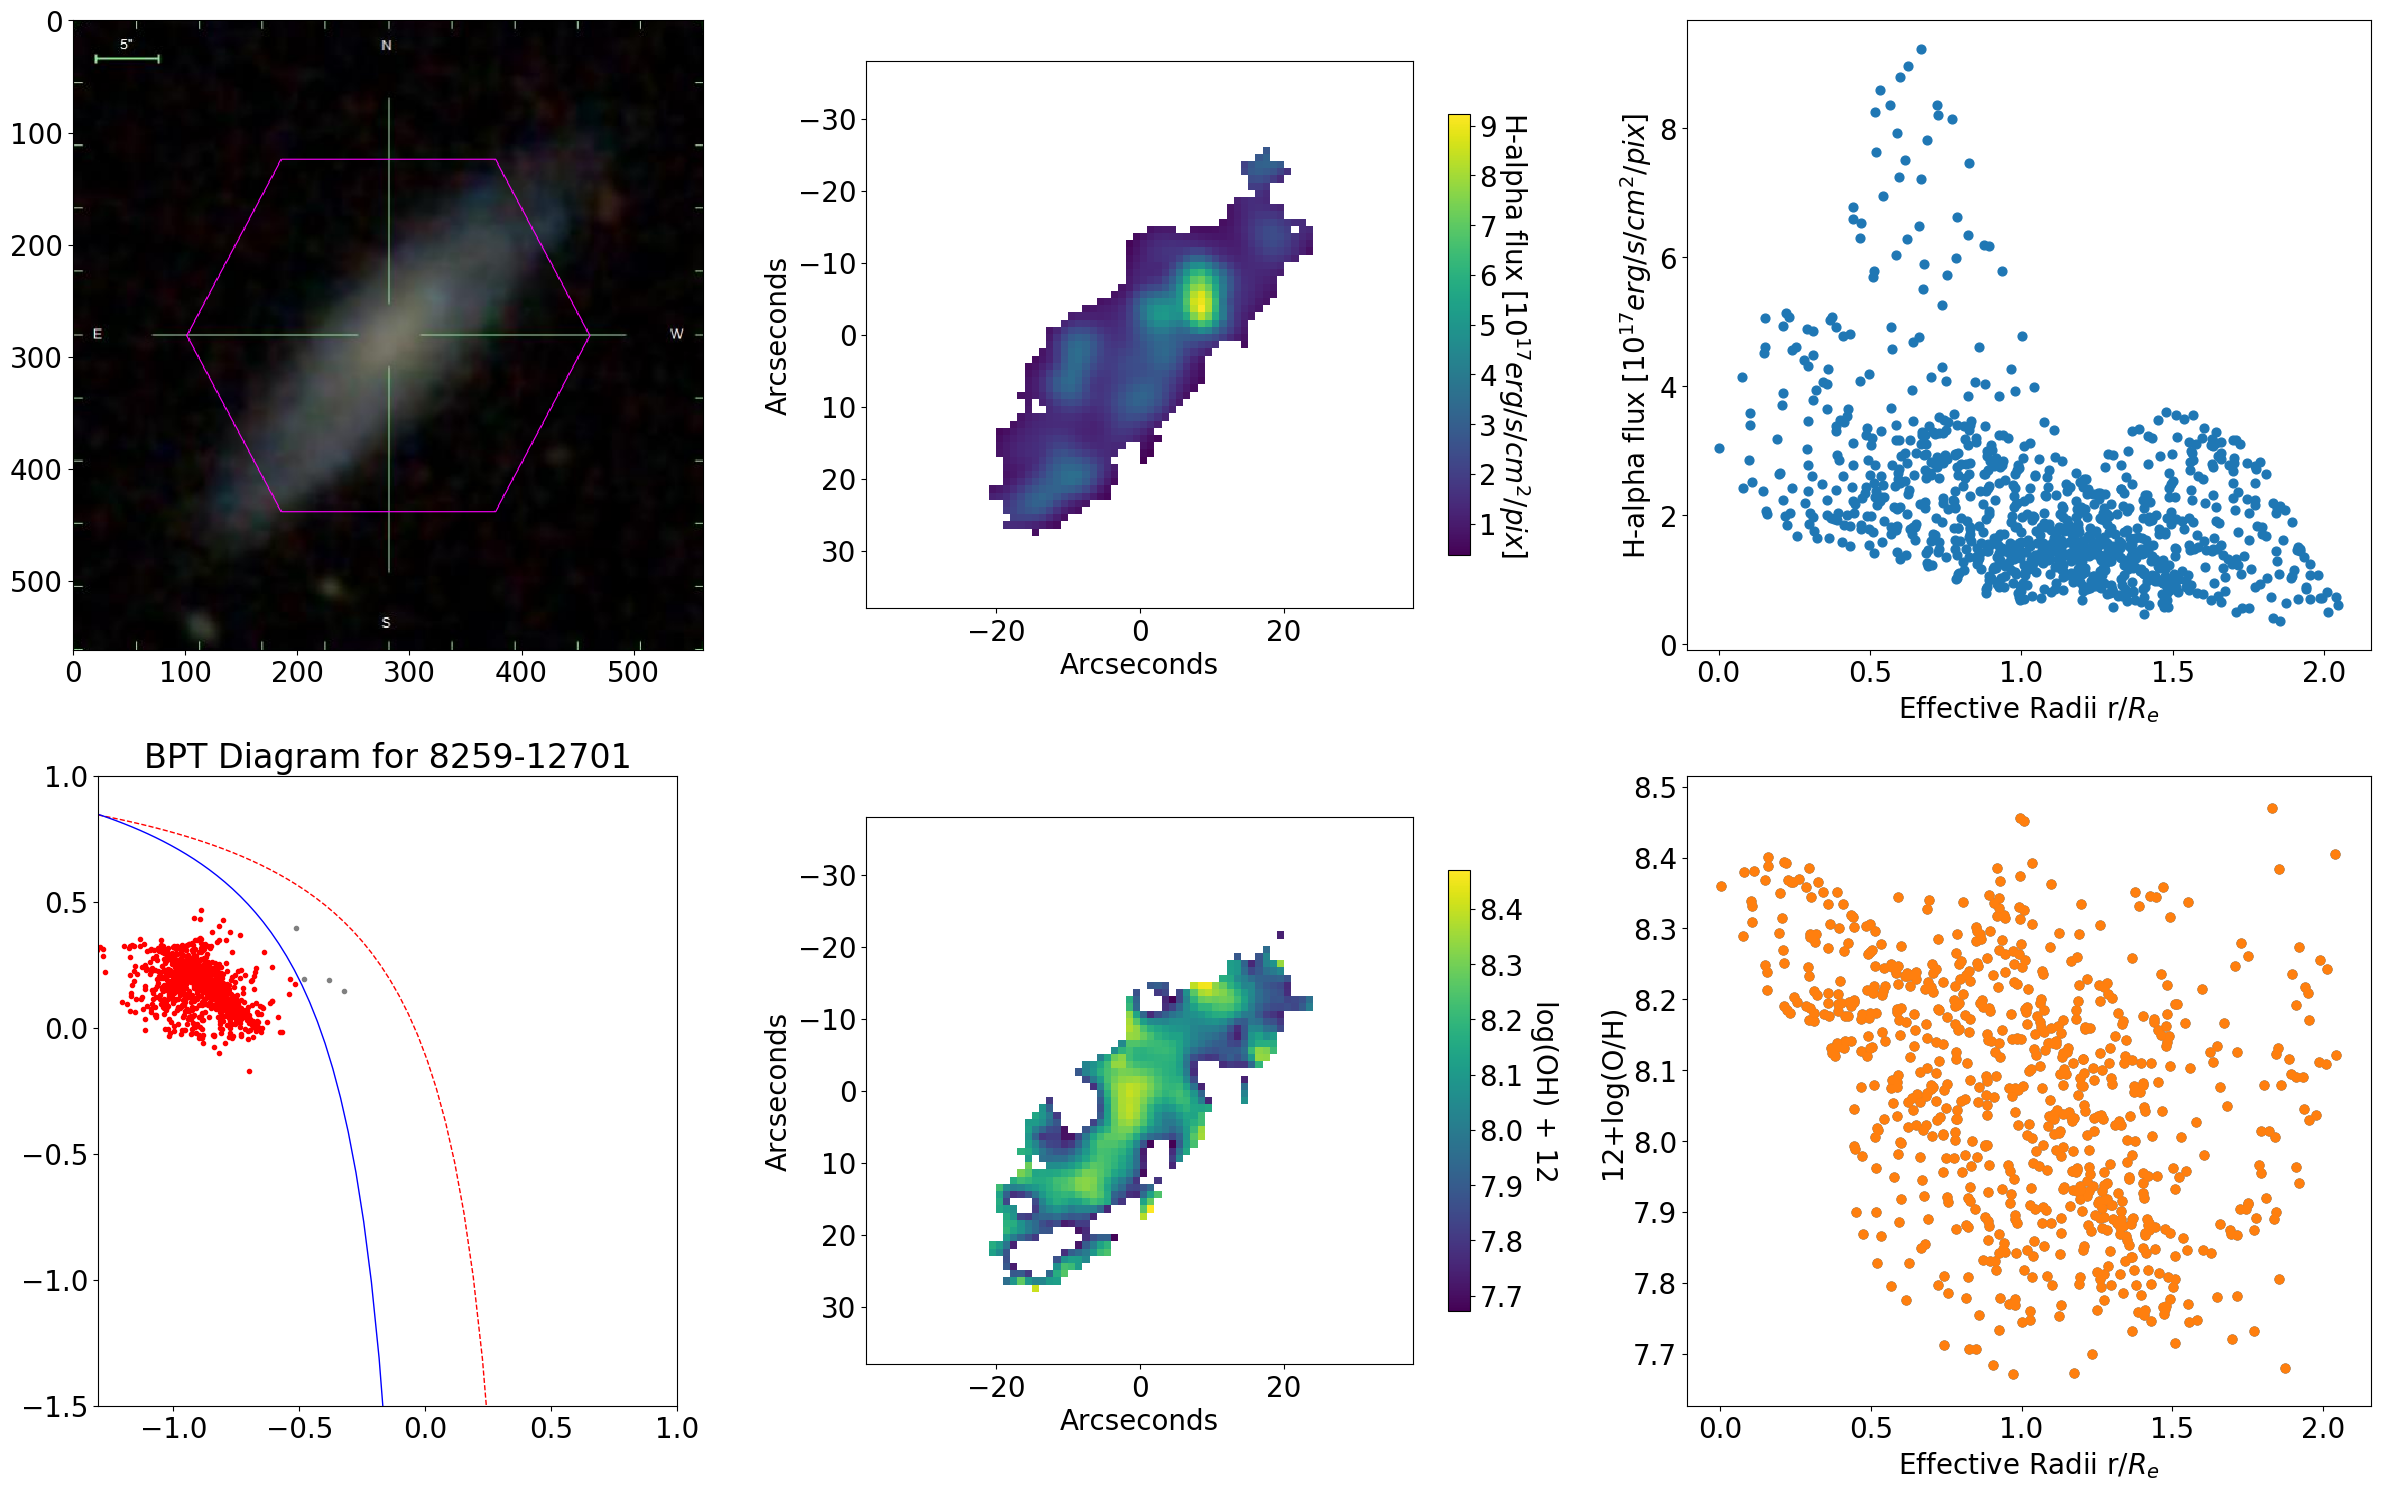 0
100
200
300
400
500
0 100 200 300 400 500
5"
N
E
W
S
−30
−20
−10
0
10
20
30
Arcseconds
−20 0 20
Arcseconds
9
8
7
6
5
4
3
2
1
H-alpha flux [10^17 erg/s/cm^2/pix]
8
6
4
2
0
H-alpha flux [10^17 erg/s/cm^2/pix]
0.0 0.5 1.0 1.5 2.0
Effective Radii r/R_e
BPT Diagram for 8259-12701
1.0
0.5
0.0
−0.5
−1.0
−1.5
−1.0 −0.5 0.0 0.5 1.0
−30
−20
−10
0
10
20
30
Arcseconds
−20 0 20
Arcseconds
8.4
8.3
8.2
8.1
8.0
7.9
7.8
7.7
log(OH) + 12
8.5
8.4
8.3
8.2
8.1
8.0
7.9
7.8
7.7
12+log(O/H)
0.0 0.5 1.0 1.5 2.0
Effective Radii r/R_e